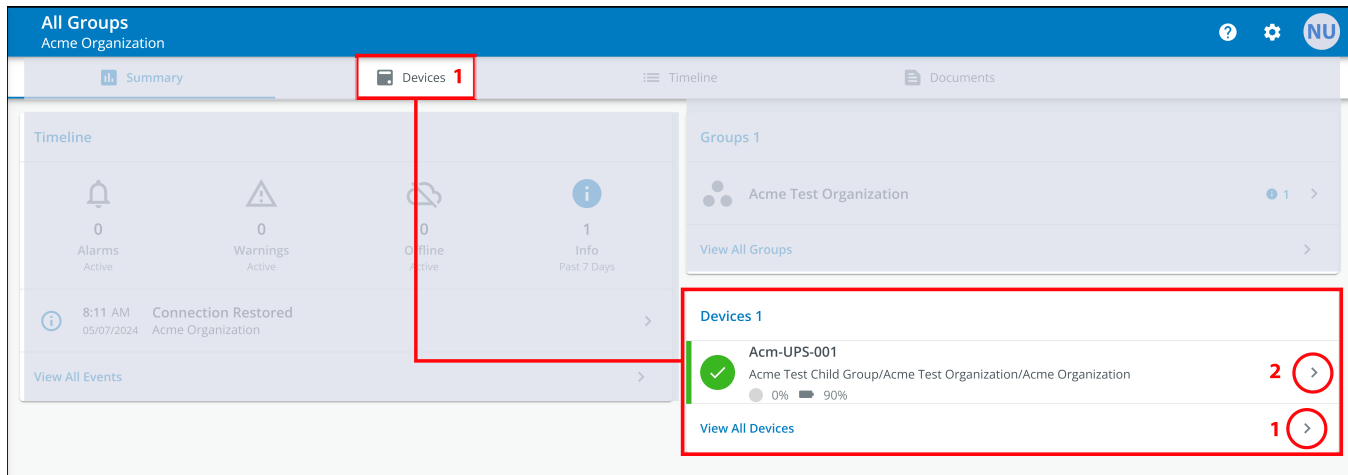 All Groups
Acme Organization
NU
Summary
Devices 1
Timeline
Documents
Timeline
0
Alarms
Active
0
Warnings
Active
0
Offline
Active
1
Info
Past 7 Days
8:11 AM Connection Restored
05/07/2024 Acme Organization
View All Events
Groups 1
Acme Test Organization
1
View All Groups
Devices 1
Acm-UPS-001
Acme Test Child Group/Acme Test Organization/Acme Organization
0% 90%
2
View All Devices
1